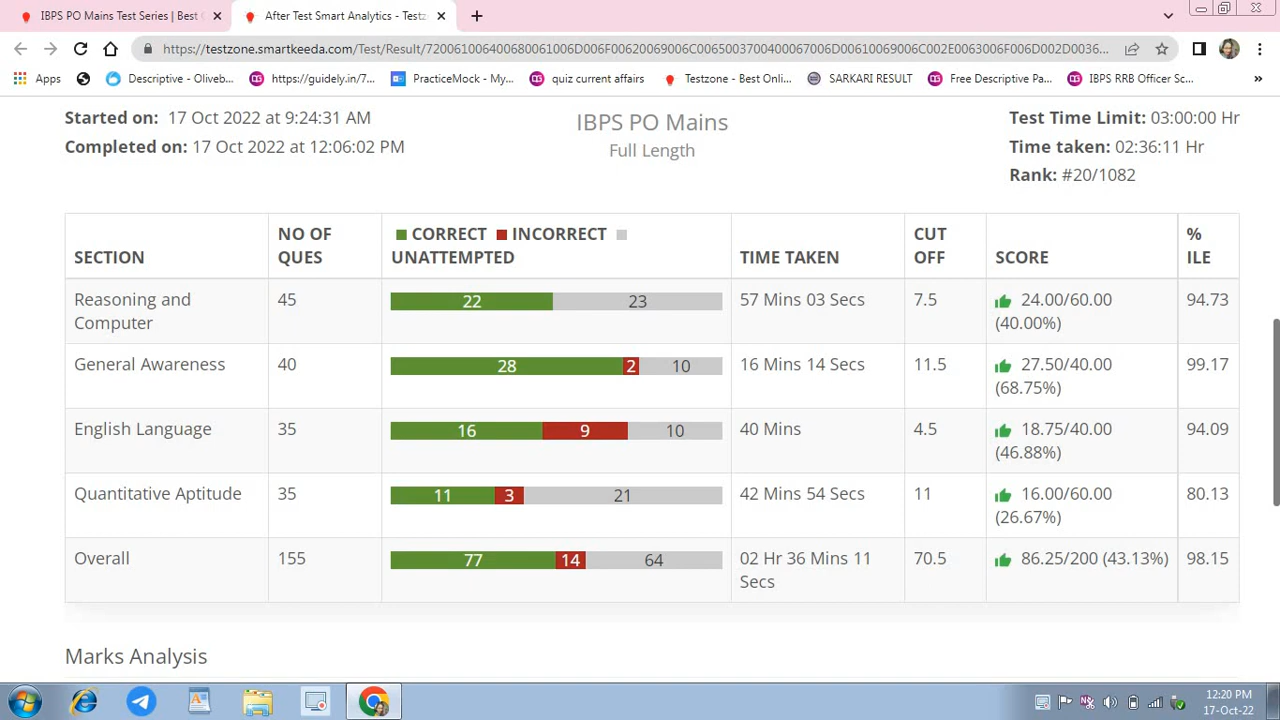 IBPS PO Mains Test Series | Best
After Test Smart Analytics - Testz
https://testzone.smartkeeda.com/Test/Result/
Apps
Descriptive - Oliveb...
https://guidely.in/7...
PracticeMock - My...
quiz current affairs
Testzone - Best Onli...
SARKARI RESULT
Free Descriptive Pa...
IBPS RRB Officer Sc...
»
Started on: 17 Oct 2022 at 9:24:31 AM
Completed on: 17 Oct 2022 at 12:06:02 PM
IBPS PO Mains
Full Length
Test Time Limit: 03:00:00 Hr
Time taken: 02:36:11 Hr
Rank: #20/1082
SECTION
NO OF
QUES
CORRECT INCORRECT
UNATTEMPTED
TIME TAKEN
CUT
OFF
SCORE
%
ILE
Reasoning and
Computer
45
22 23
57 Mins 03 Secs
7.5
24.00/60.00
(40.00%)
94.73
General Awareness
40
28 2 10
16 Mins 14 Secs
11.5
27.50/40.00
(68.75%)
99.17
English Language
35
16 9 10
40 Mins
4.5
18.75/40.00
(46.88%)
94.09
Quantitative Aptitude
35
11 3 21
42 Mins 54 Secs
11
16.00/60.00
(26.67%)
80.13
Overall
155
77 14 64
02 Hr 36 Mins 11
Secs
70.5
86.25/200 (43.13%)
98.15
Marks Analysis
12:20 PM
17-Oct-22